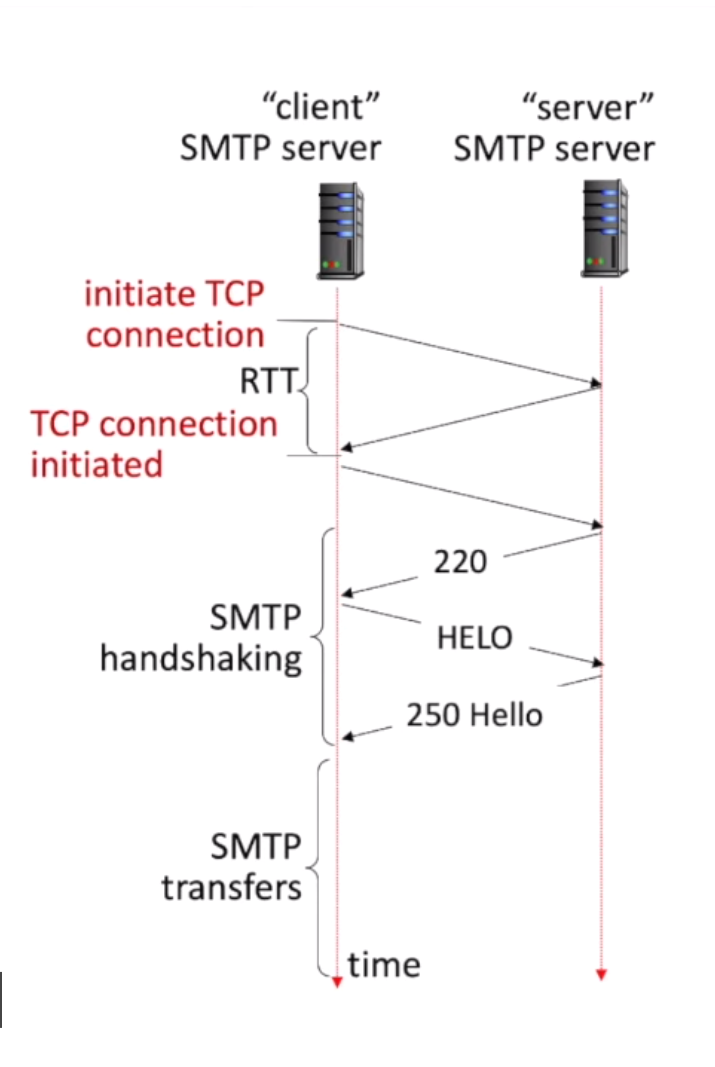 “client”
SMTP server
“server”
SMTP server
initiate TCP
connection
RTT
TCP connection
initiated
220
SMTP
handshaking
HELO
250 Hello
SMTP
transfers
time